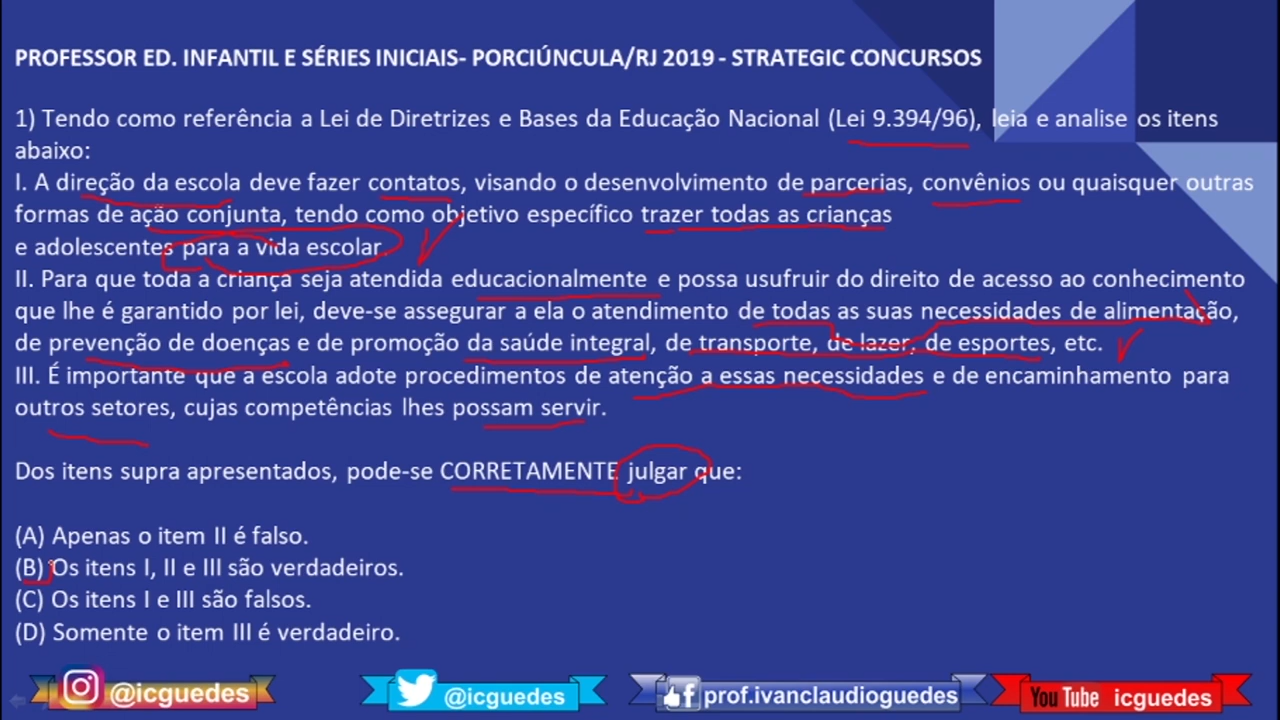 PROFESSOR ED. INFANTIL E SÉRIES INICIAIS- PORCIÚNCULA/RJ 2019 - STRATEGIC CONCURSOS
1) Tendo como referência a Lei de Diretrizes e Bases da Educação Nacional (Lei 9.394/96), leia e analise os itens
abaixo:
I. A direção da escola deve fazer contatos, visando o desenvolvimento de parcerias, convênios ou quaisquer outras
formas de ação conjunta, tendo como objetivo específico trazer todas as crianças
e adolescentes para a vida escolar.
II. Para que toda a criança seja atendida educacionalmente e possa usufruir do direito de acesso ao conhecimento
que lhe é garantido por lei, deve-se assegurar a ela o atendimento de todas as suas necessidades de alimentação,
de prevenção de doenças e de promoção da saúde integral, de transporte, de lazer, de esportes, etc.
III. É importante que a escola adote procedimentos de atenção a essas necessidades e de encaminhamento para
outros setores, cujas competências lhes possam servir.
Dos itens supra apresentados, pode-se CORRETAMENTE julgar que:
(A) Apenas o item II é falso.
(B) Os itens I, II e III são verdadeiros.
(C) Os itens I e III são falsos.
(D) Somente o item III é verdadeiro.
@icguedes @icguedes prof.ivanclaudioguedes You Tube icguedes